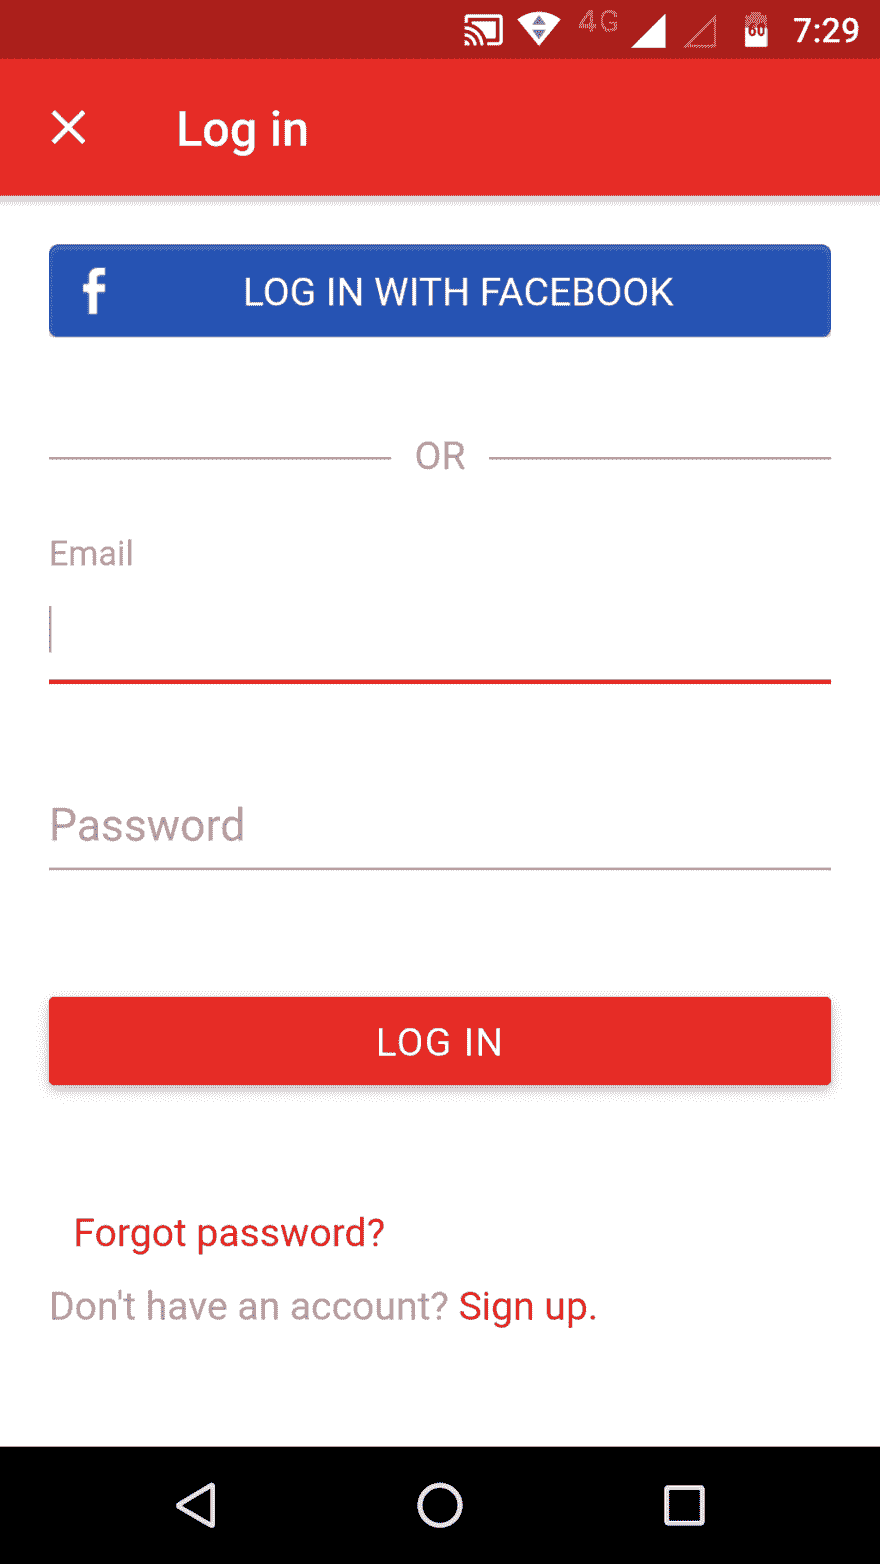 4G 60 7:29
Log in
f LOG IN WITH FACEBOOK
OR
Email
Password
LOG IN
Forgot password?
Don't have an account? Sign up.